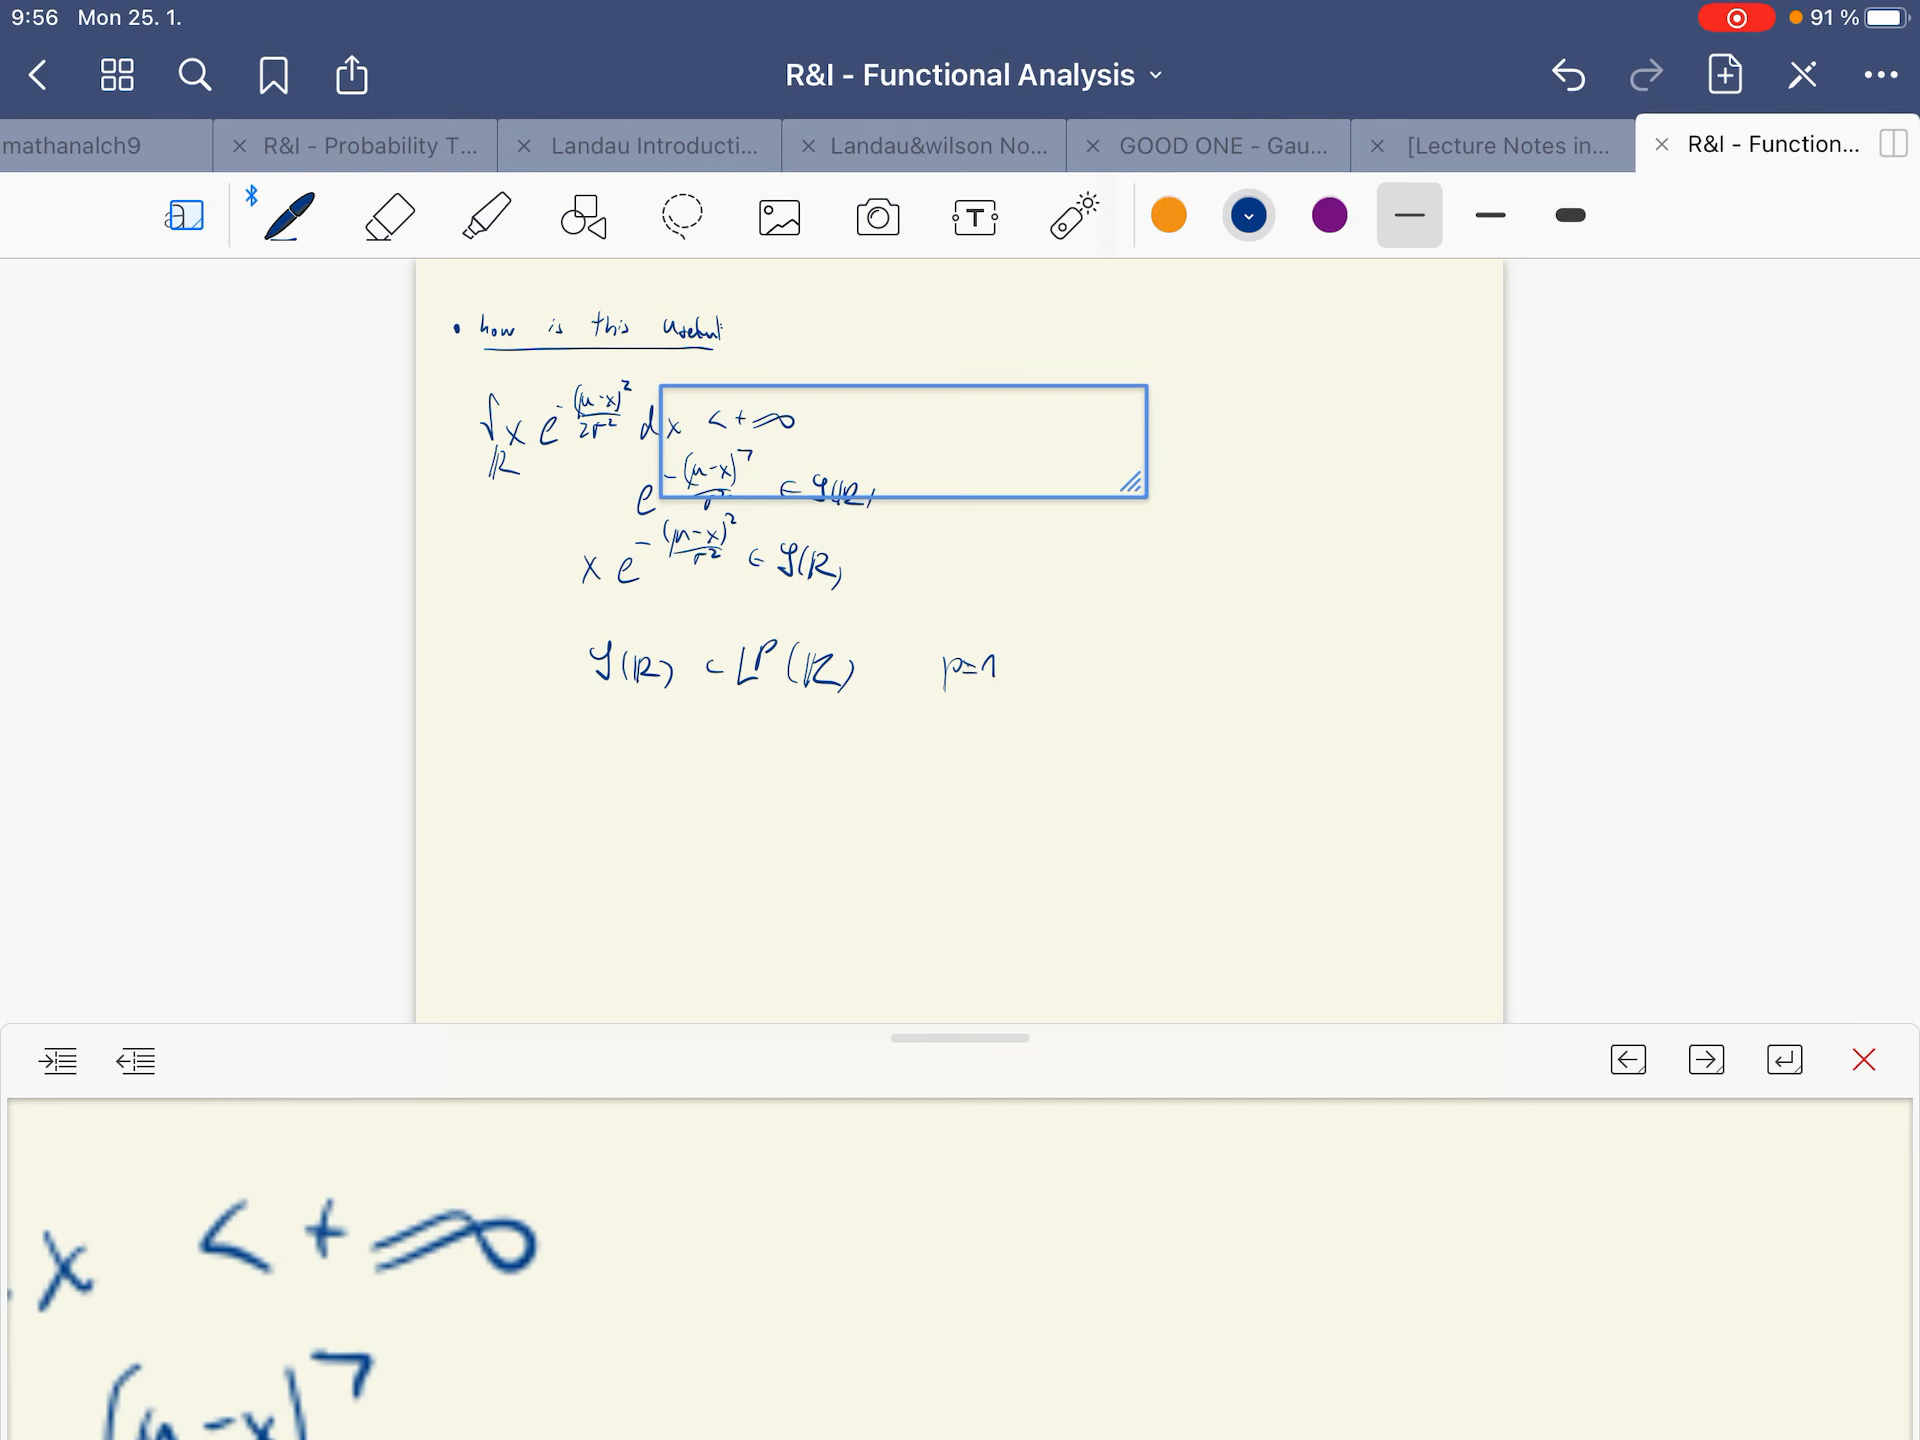 9:56 Mon 25. 1.
91 %
R&I - Functional Analysis
mathanalch9
R&I - Probability T...
Landau Introducti...
Landau&wilson No...
GOOD ONE - Gau...
[Lecture Notes in...
R&I - Function...
T
• how is this useful
∫_ℝ x e^{-(μ-x)²/2σ²} dx < +∞
e^{-(μ-x)²/σ²} ∈ 𝒮(ℝ)
x e^{-(μ-x)²/σ²} ∈ 𝒮(ℝ)
𝒮(ℝ) ⊂ L^p(ℝ) p=1
x < +∞
(μ-x)